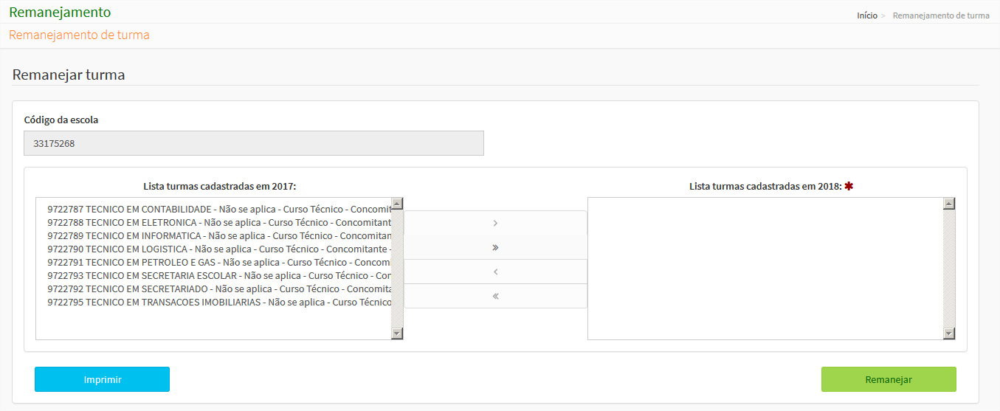 Remanejamento
Início > Remanejamento de turma
Remanejamento de turma
Remanejar turma
Código da escola
33175268
Lista turmas cadastradas em 2017:
9722787 TECNICO EM CONTABILIDADE - Não se aplica - Curso Técnico - Concomit
9722788 TECNICO EM ELETRONICA - Não se aplica - Curso Técnico - Concomitant
9722789 TECNICO EM INFORMATICA - Não se aplica - Curso Técnico - Concomitan
9722790 TECNICO EM LOGISTICA - Não se aplica - Curso Técnico - Concomitante -
9722791 TECNICO EM PETROLEO E GAS - Não se aplica - Curso Técnico - Concom
9722793 TECNICO EM SECRETARIA ESCOLAR - Não se aplica - Curso Técnico - Con
9722792 TECNICO EM SECRETARIADO - Não se aplica - Curso Técnico - Concomita
9722795 TECNICO EM TRANSACOES IMOBILIARIAS - Não se aplica - Curso Técnico
>
»
<
«
Lista turmas cadastradas em 2018: ✱
Imprimir
Remanejar